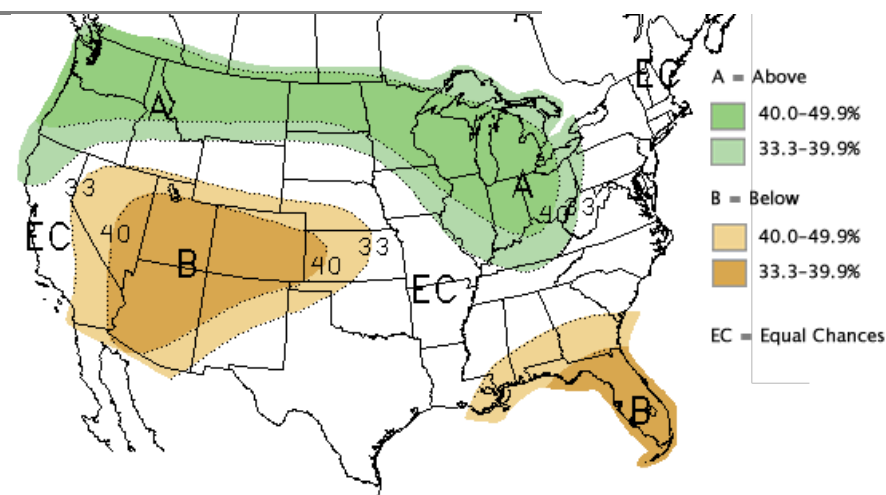 EC
A = Above
40.0–49.9%
33.3–39.9%
A
A
33
40
33
B = Below
40.0–49.9%
33.3–39.9%
EC
40
B
33
40
EC
EC = Equal Chances
B